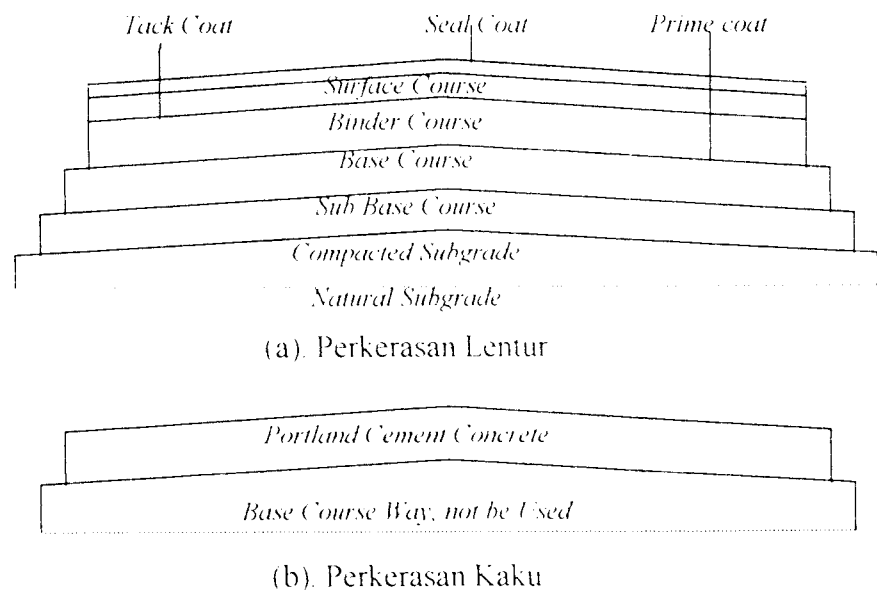 Tack Coat Seal Coat Prime coat
Surface Course
Binder Course
Base Course
Sub Base Course
Compacted Subgrade
Natural Subgrade
(a). Perkerasan Lentur
Portland Cement Concrete
Base Course Way, not be Used
(b). Perkerasan Kaku